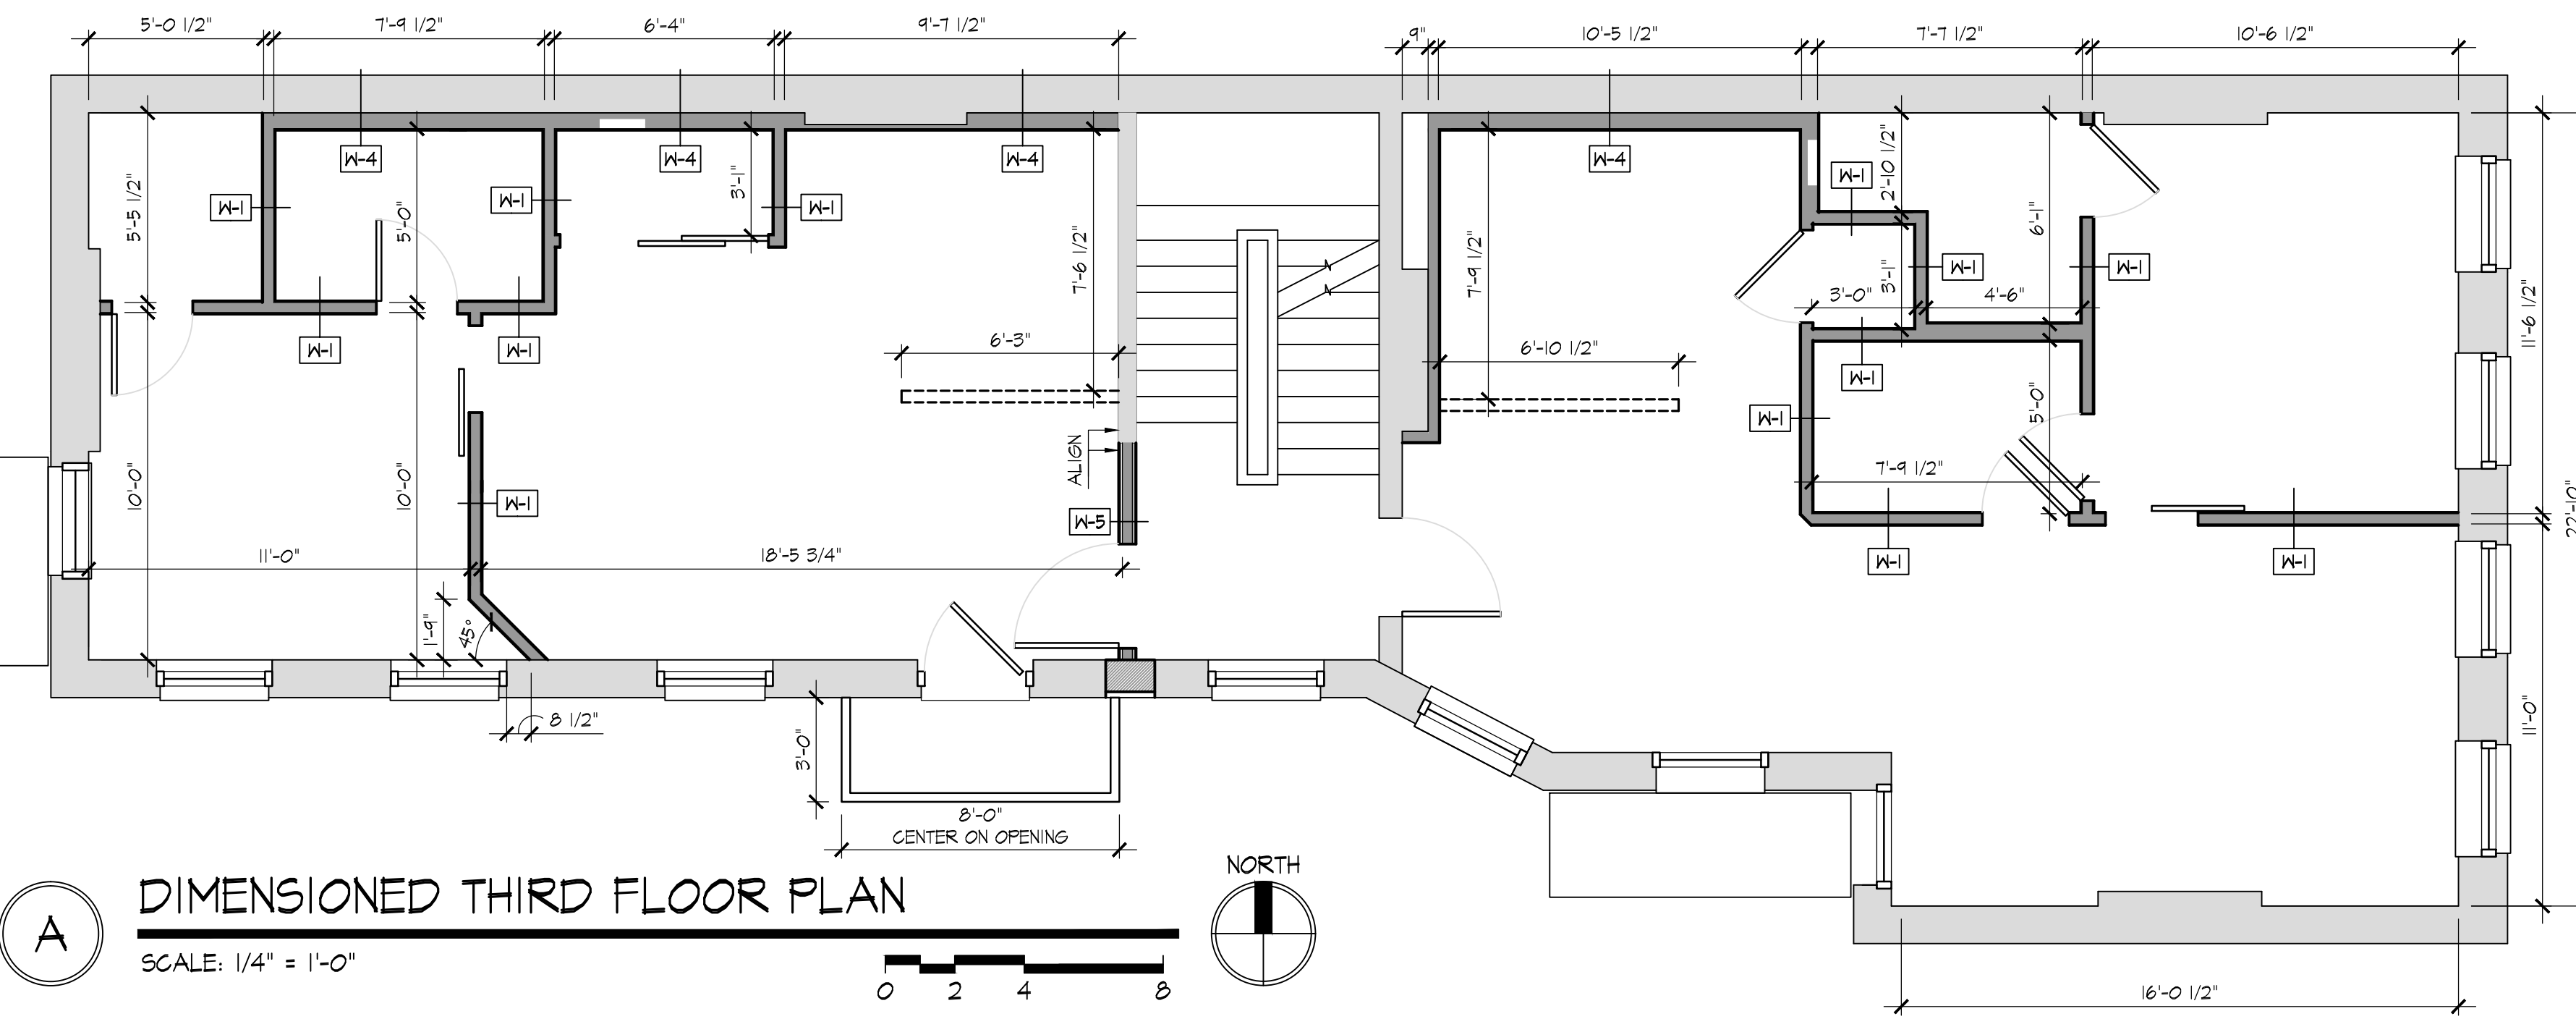 5'-0 1/2"
7'-9 1/2"
6'-4"
9'-7 1/2"
9"
10'-5 1/2"
7'-7 1/2"
10'-6 1/2"
W-4
W-4
W-4
W-4
W-1
W-1
W-1
W-1
5'-5 1/2"
5'-0"
3'-1"
7'-6 1/2"
7'-9 1/2"
2'-10 1/2"
6'-1"
3'-1"
W-1
W-1
3'-0"
4'-6"
11'-6 1/2"
W-1
W-1
6'-3"
6'-10 1/2"
W-1
W-1
5'-0"
ALIGN
10'-0"
10'-0"
W-1
W-5
7'-9 1/2"
22'-10"
11'-0"
18'-5 3/4"
W-1
W-1
1'-9"
45°
8 1/2"
3'-0"
11'-0"
8'-0"
CENTER ON OPENING
NORTH
A
DIMENSIONED THIRD FLOOR PLAN
SCALE: 1/4" = 1'-0"
0 2 4 8
16'-0 1/2"